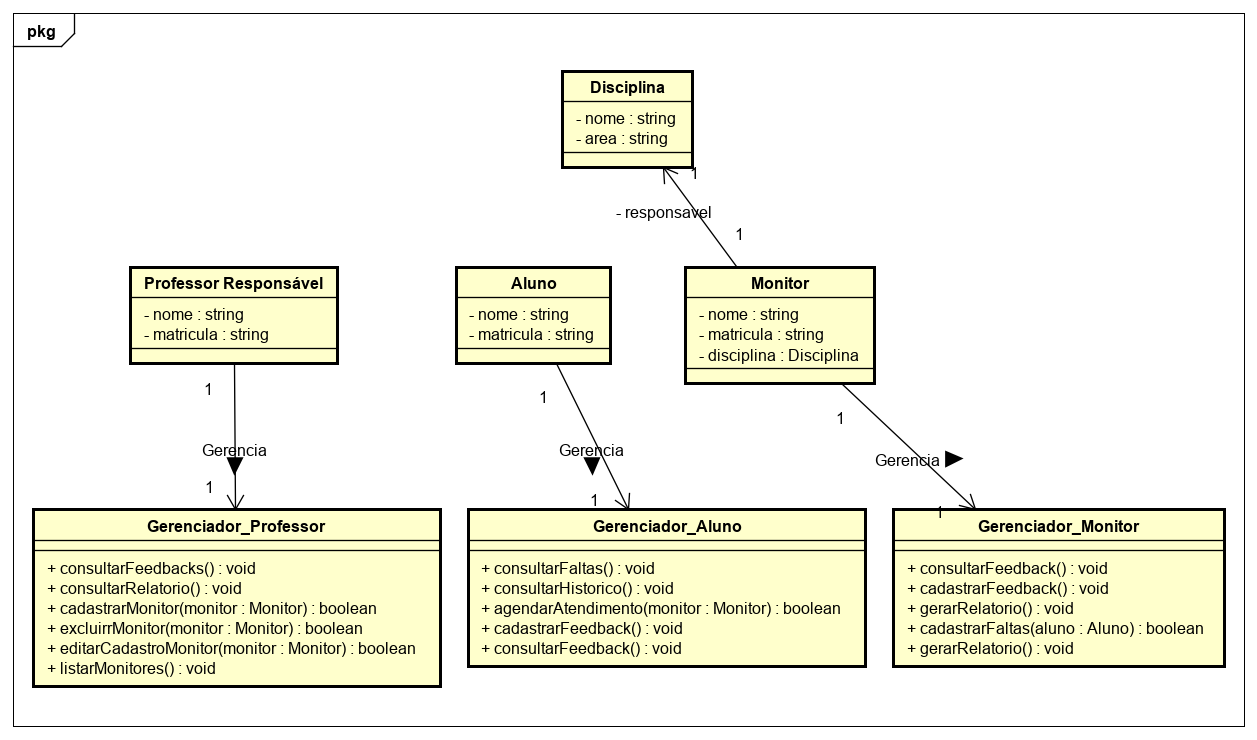 pkg
Disciplina
- nome : string
- area : string
1
- responsavel
1
Professor Responsável
- nome : string
- matricula : string
Aluno
- nome : string
- matricula : string
Monitor
- nome : string
- matricula : string
- disciplina : Disciplina
1
Gerencia
1
1
Gerencia
1
1
Gerencia
1
Gerenciador_Professor
+ consultarFeedbacks() : void
+ consultarRelatorio() : void
+ cadastrarMonitor(monitor : Monitor) : boolean
+ excluirrMonitor(monitor : Monitor) : boolean
+ editarCadastroMonitor(monitor : Monitor) : boolean
+ listarMonitores() : void
Gerenciador_Aluno
+ consultarFaltas() : void
+ consultarHistorico() : void
+ agendarAtendimento(monitor : Monitor) : boolean
+ cadastrarFeedback() : void
+ consultarFeedback() : void
Gerenciador_Monitor
+ consultarFeedback() : void
+ cadastrarFeedback() : void
+ gerarRelatorio() : void
+ cadastrarFaltas(aluno : Aluno) : boolean
+ gerarRelatorio() : void